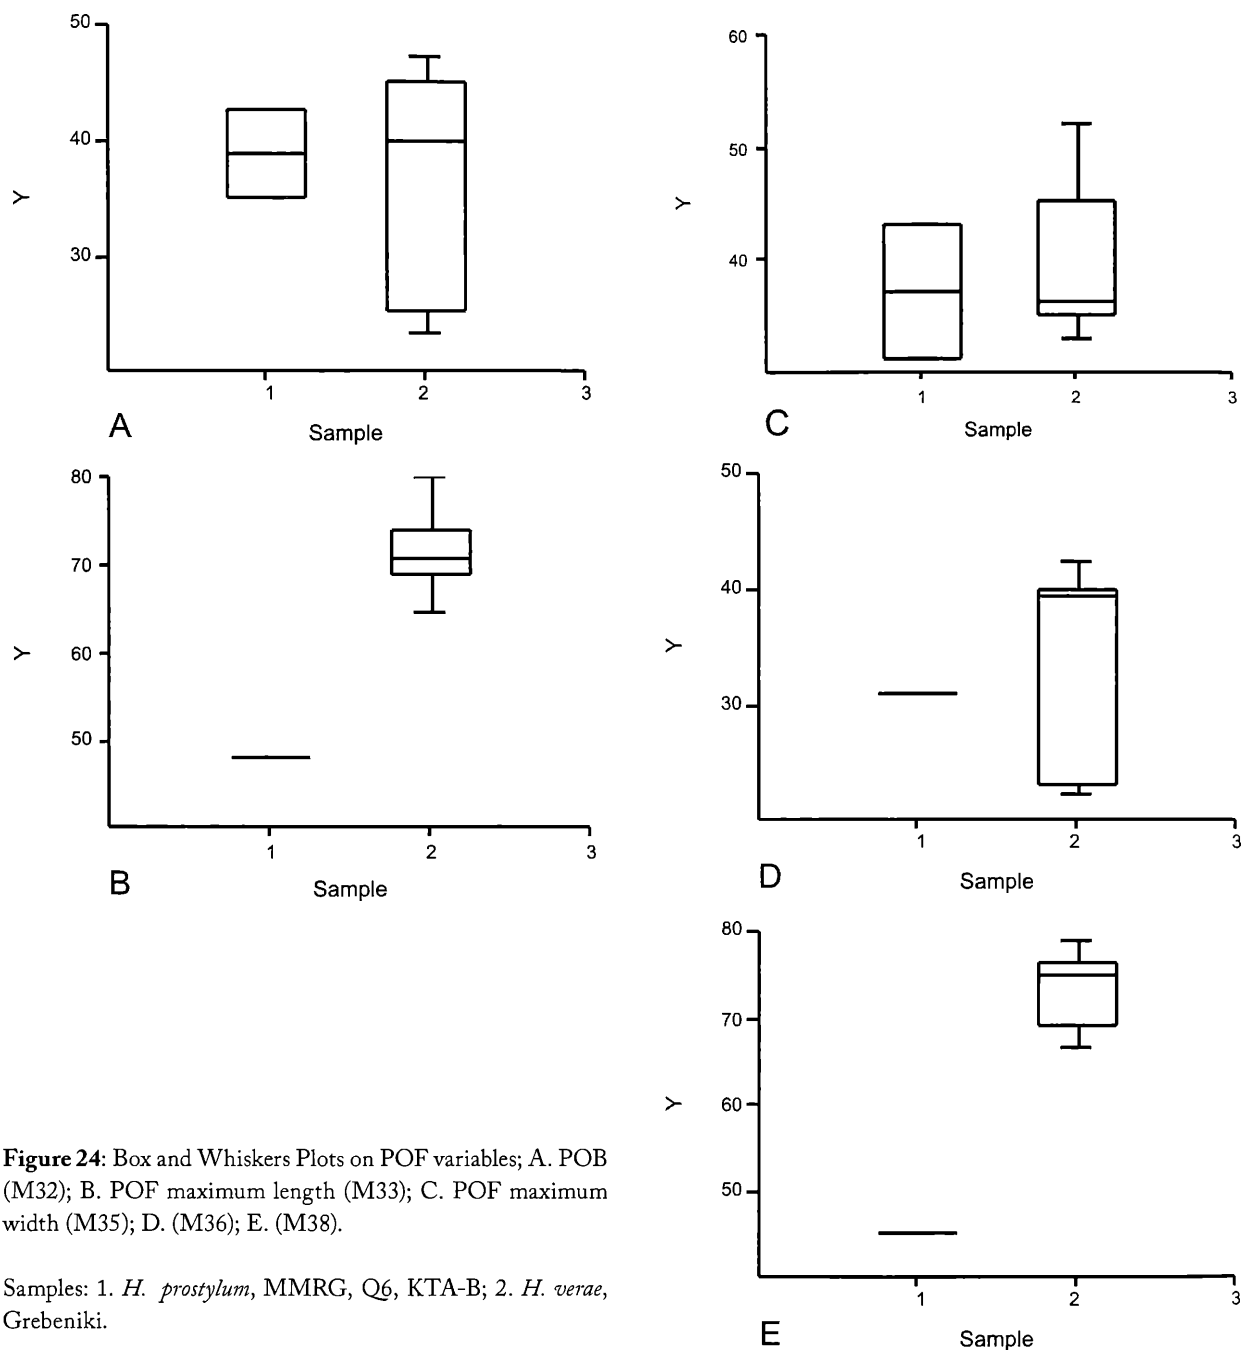 50
40
30
Y
1
2
3
A
Sample
60
50
40
Y
1
2
3
C
Sample
80
70
60
50
Y
1
2
3
B
Sample
50
40
30
Y
1
2
3
D
Sample
80
70
60
50
Y
1
2
3
E
Sample
Figure 24: Box and Whiskers Plots on POF variables; A. POB
(M32); B. POF maximum length (M33); C. POF maximum
width (M35); D. (M36); E. (M38).
Samples: 1. H. prostylum, MMRG, Q6, KTA-B; 2. H. verae,
Grebeniki.